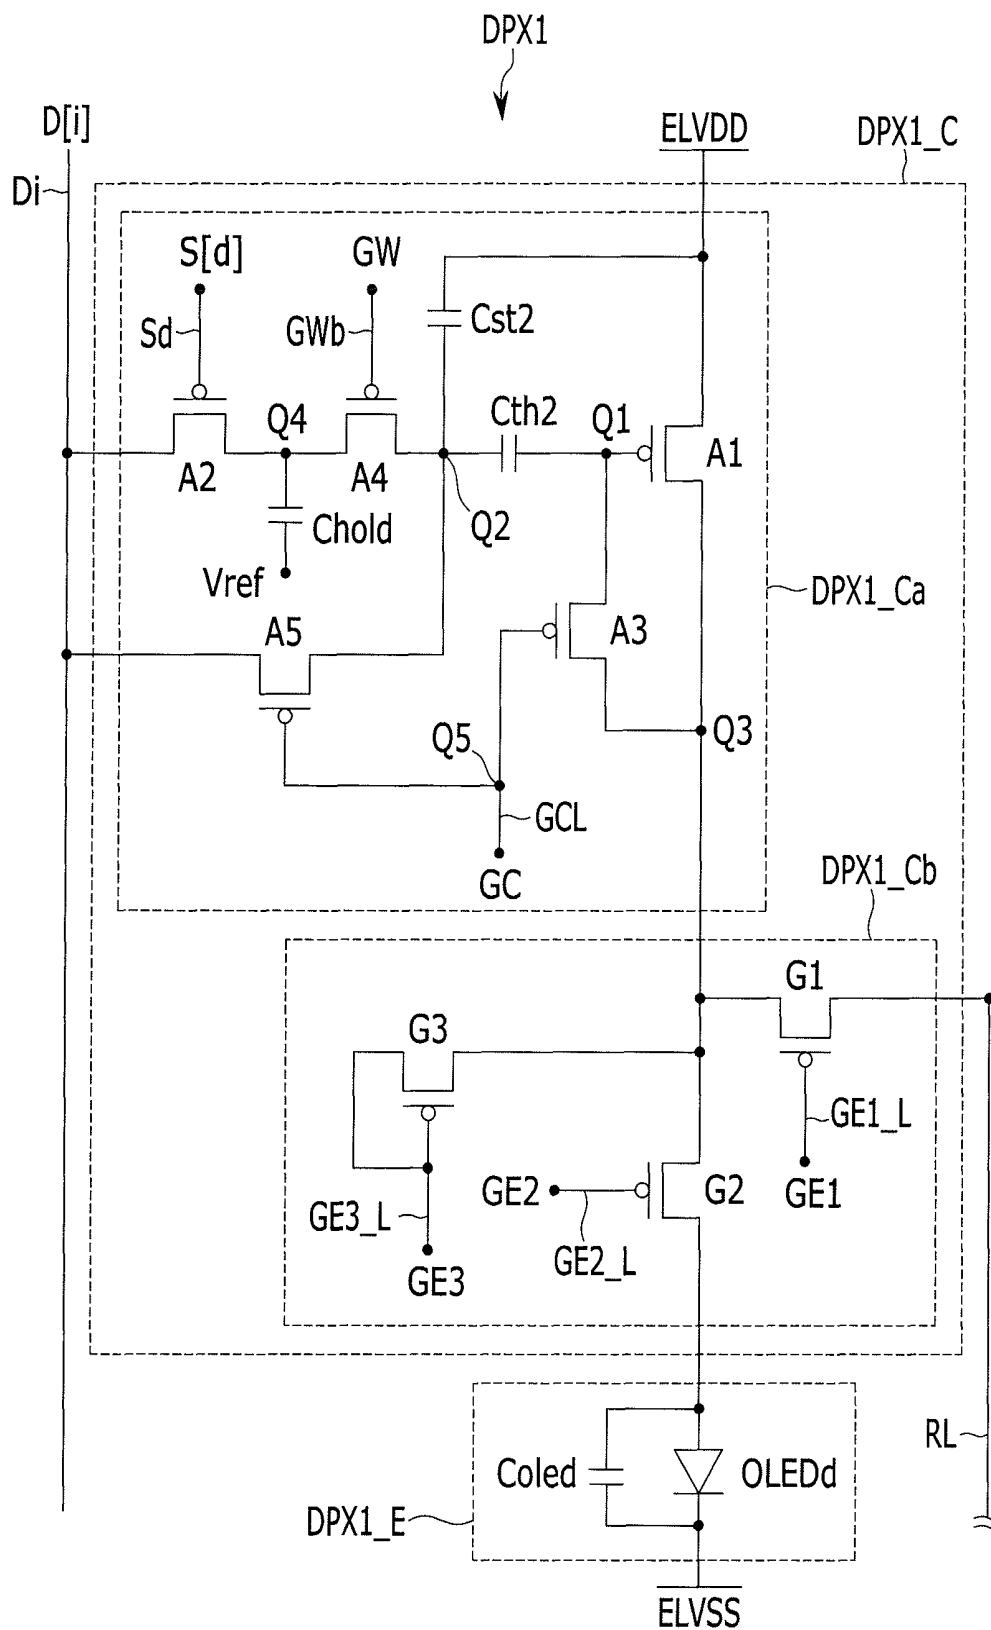 DPX1
D[i]
ELVDD
DPX1_C
Di
S[d]
GW
Sd
GWb
Cst2
Q4
Cth2
Q1
A2
A4
A1
Q2
Chold
Vref
A5
A3
DPX1_Ca
Q5
Q3
GCL
GC
DPX1_Cb
G1
G3
GE1_L
GE2
G2
GE1
GE3_L
GE2_L
GE3
RL
Coled
OLEDd
DPX1_E
ELVSS